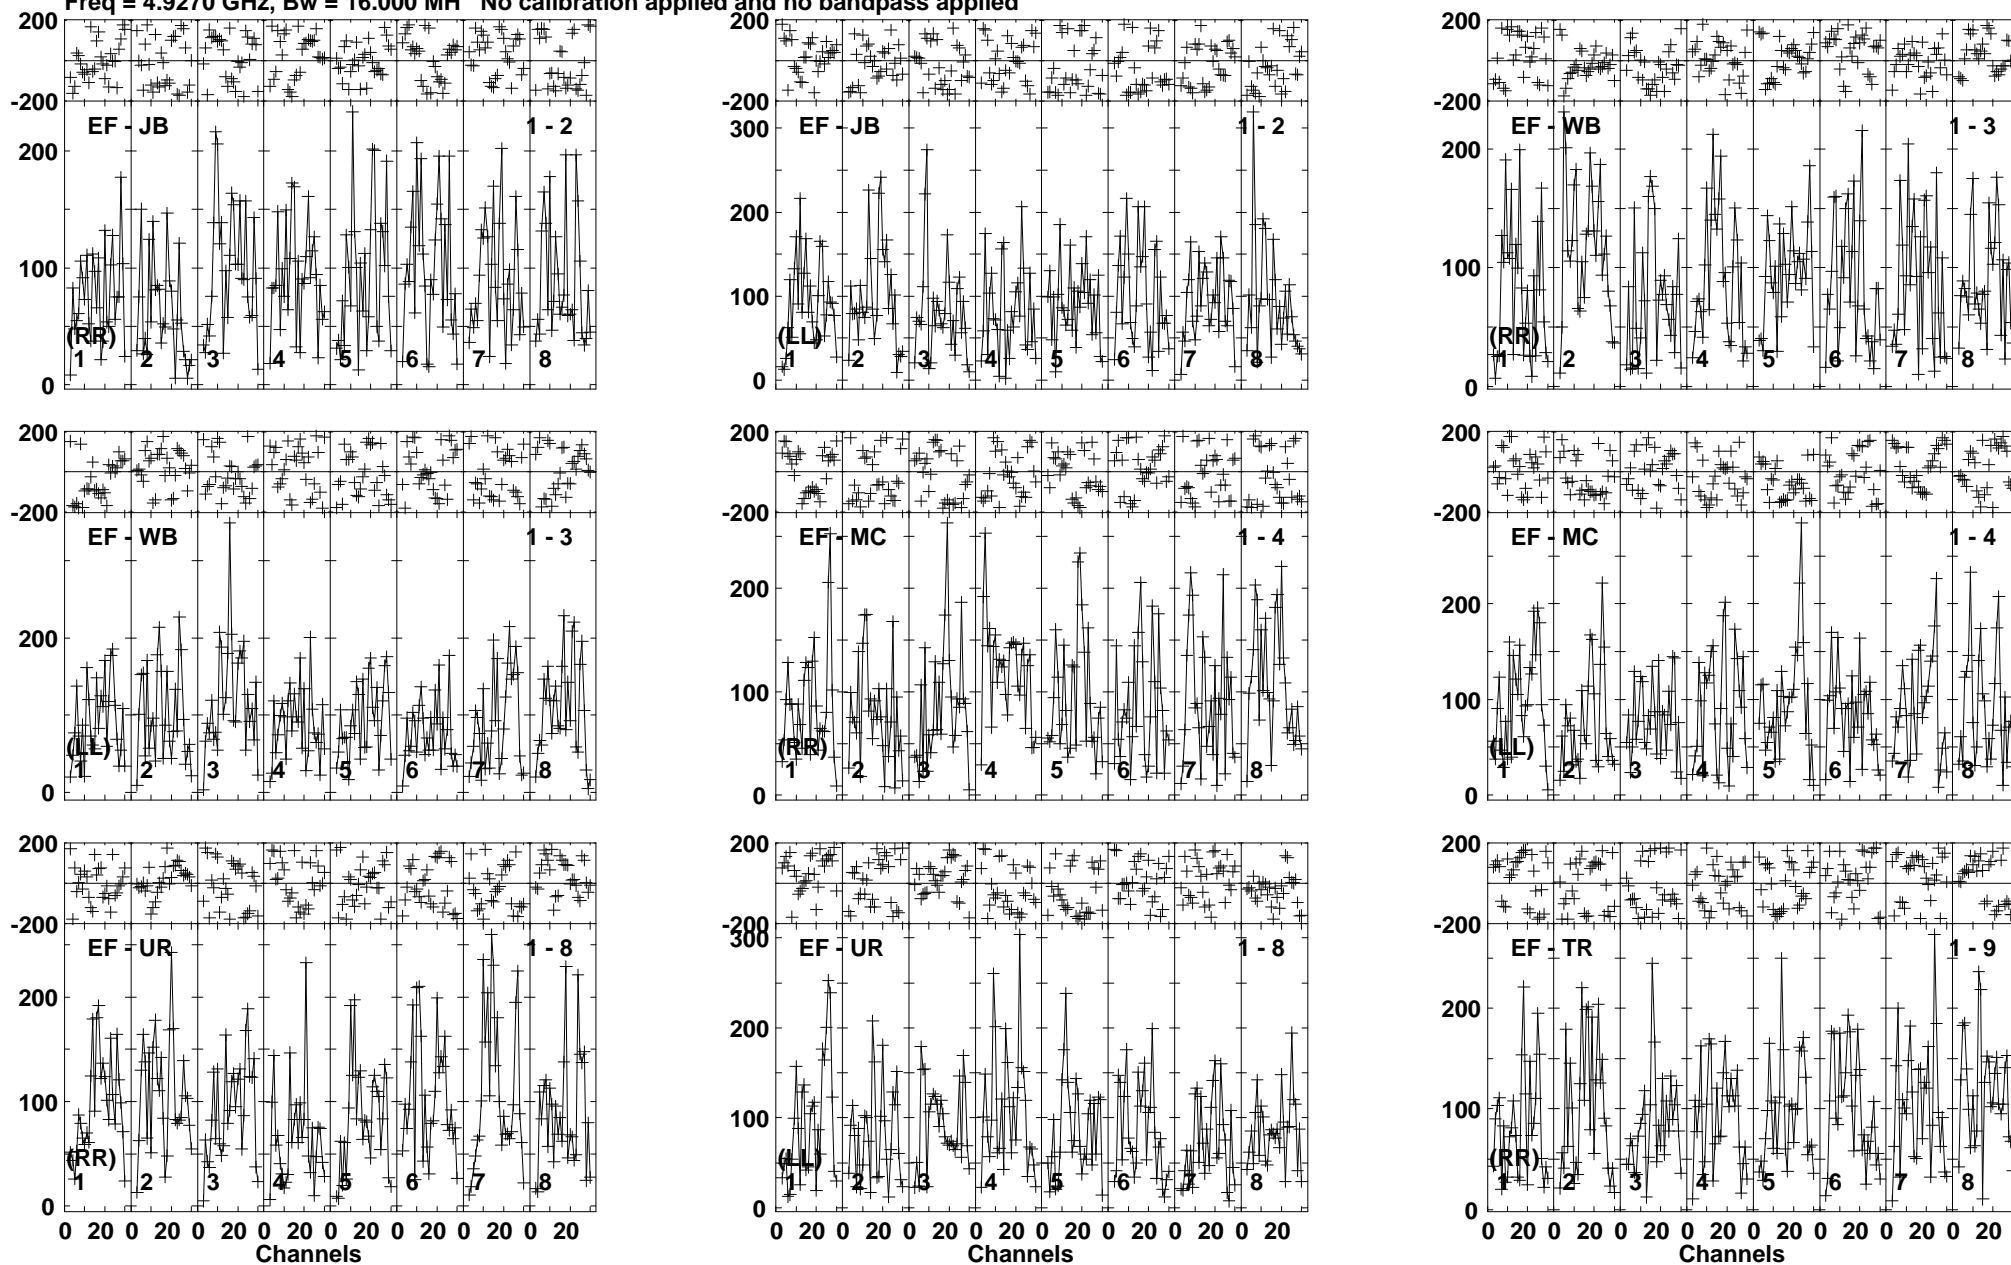 Freq = 4.9270 GHz, Bw = 16.000 MH No calibration applied and no bandpass applied
200 200 200
-200 -200 -200
EF - JB 1 - 2 EF - JB 1 - 2 EF - WB 1 - 3
300
200 200 200
100 100 100
(RR) (LL) (RR)
1 2 3 4 5 6 7 8 1 2 3 4 5 6 7 8 1 2 3 4 5 6 7 8
0 0 0
200 200 200
-200 -200 -200
EF - WB 1 - 3 EF - MC 1 - 4 EF - MC 1 - 4
200 200 200
100 100
(LL) (RR) (LL)
1 2 3 4 5 6 7 8 1 2 3 4 5 6 7 8 1 2 3 4 5 6 7 8
0 0 0
200 200 200
-200 -200 -200
300
EF - UR 1 - 8 EF - UR 1 - 8 EF - TR 1 - 9
200 200 200
100 100 100
(RR) (LL) (RR)
1 2 3 4 5 6 7 8 1 2 3 4 5 6 7 8 1 2 3 4 5 6 7 8
0 0 0
0 20 0 20 0 20 0 20 0 20 0 20 0 20 0 20 0 20 0 20 0 20 0 20 0 20 0 20 0 20 0 20 0 20 0 20 0 20 0 20 0 20 0 20 0 20 0 20
Channels Channels Channels